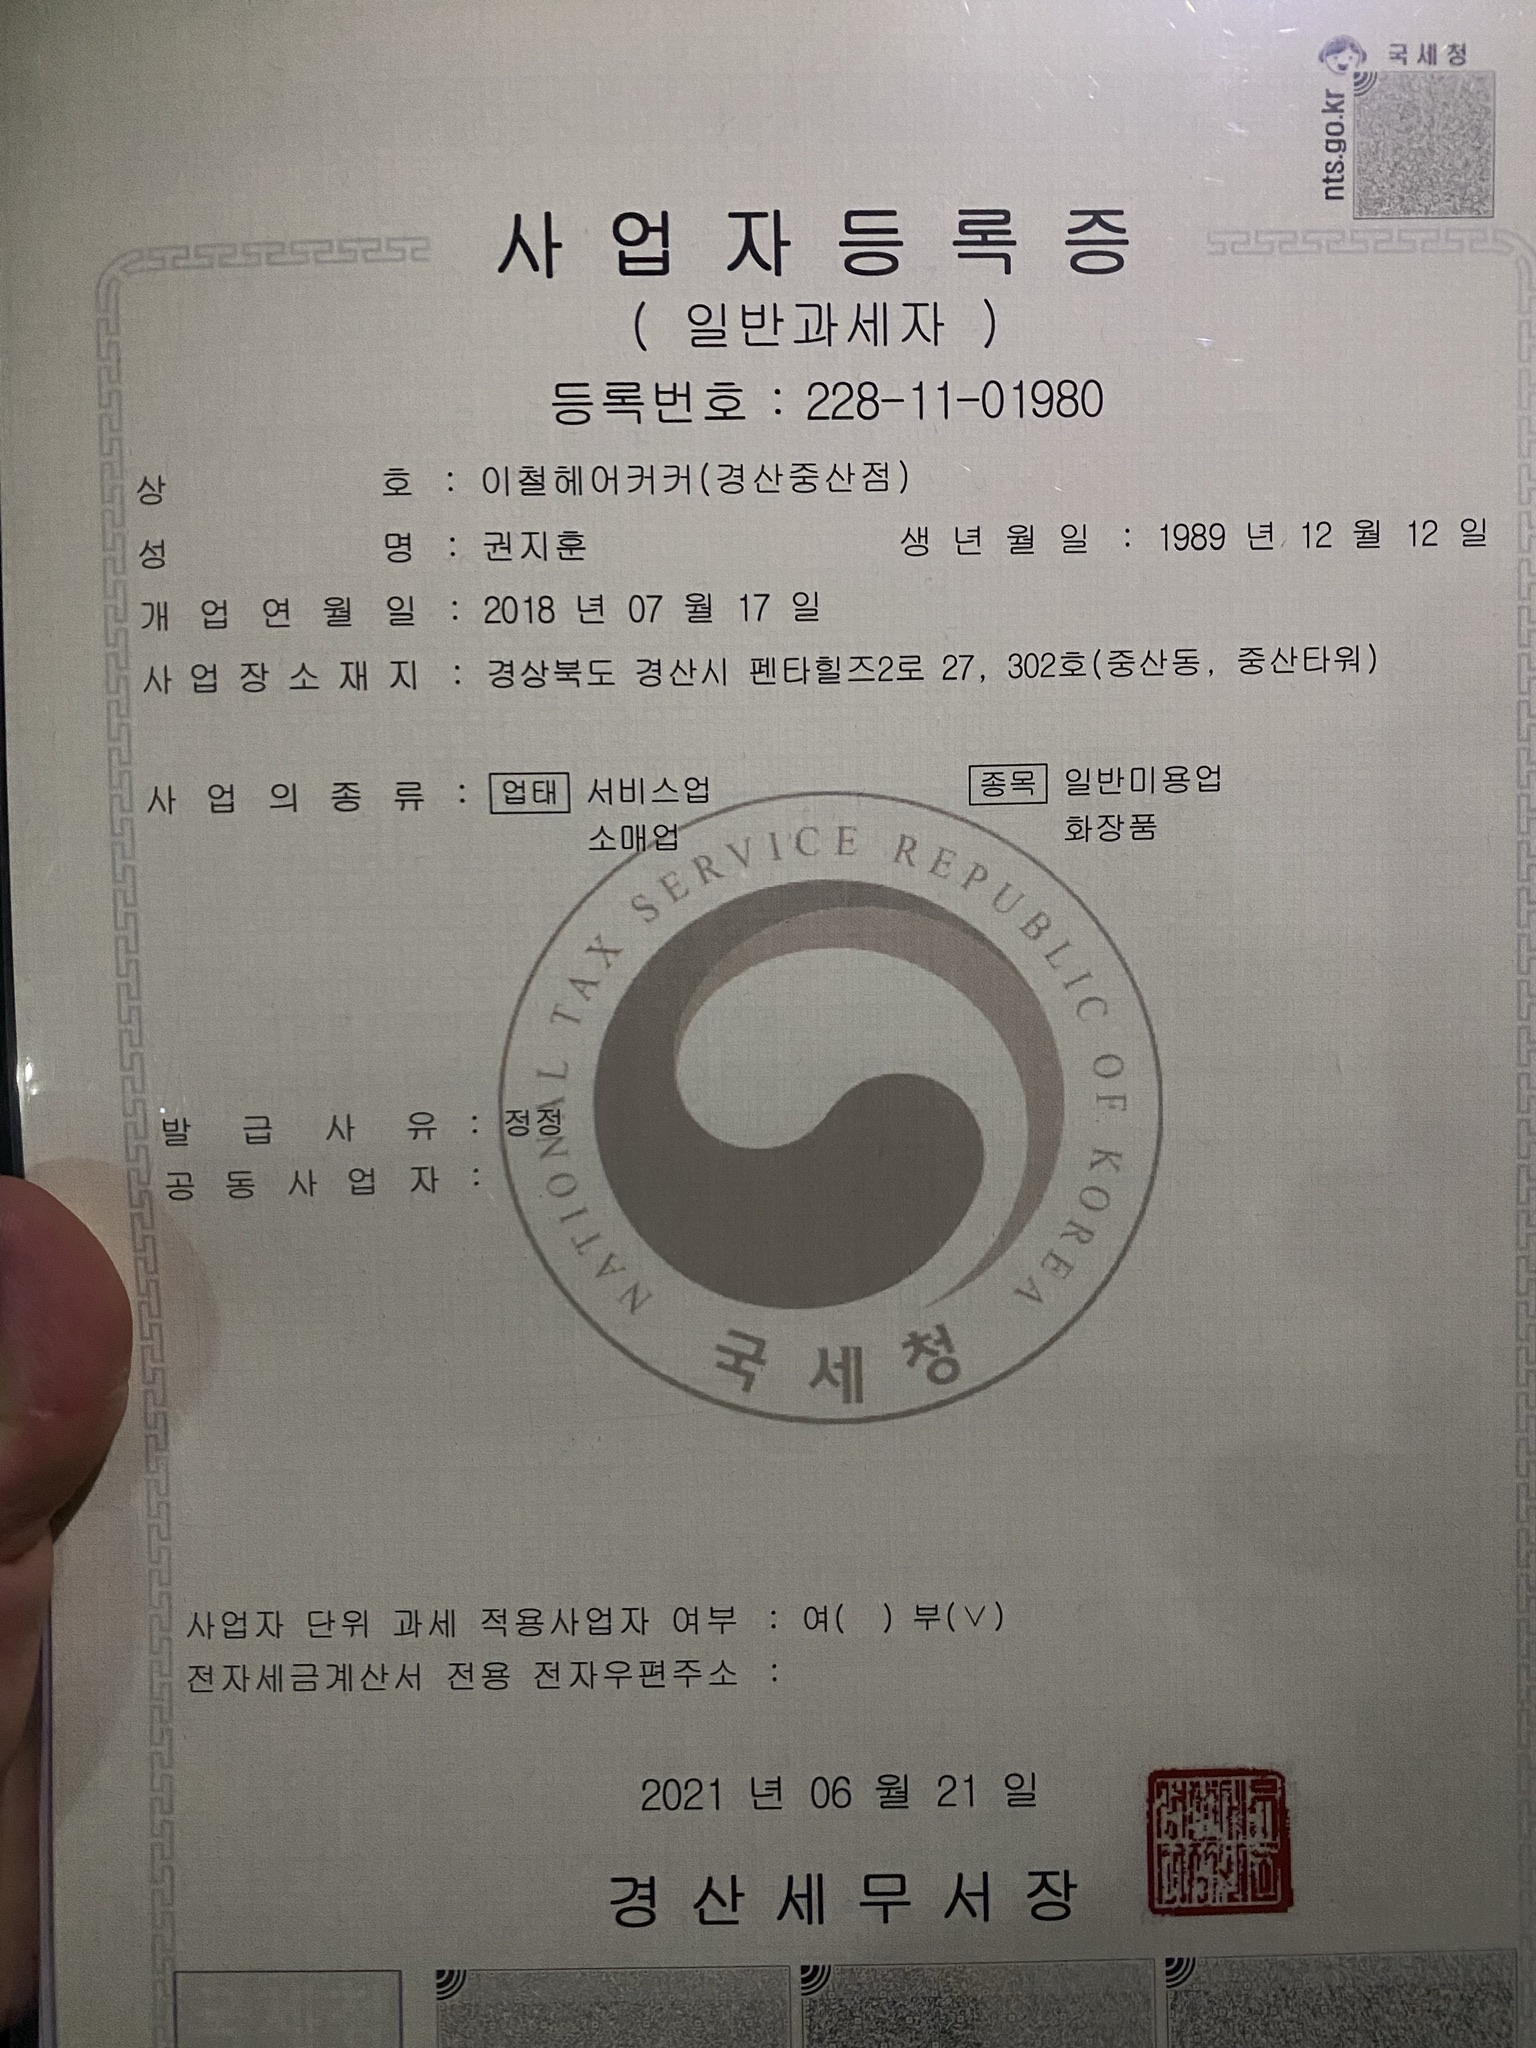 국세청
nts.go.kr
사업자등록증
( 일반과세자 )
등록번호 : 228-11-01980
상 호 : 이철헤어커커(경산중산점)
성 명 : 권지훈 생 년 월 일 : 1989 년 12 월 12 일
개 업 연 월 일 : 2018 년 07 월 17 일
사 업 장 소 재 지 : 경상북도 경산시 펜타힐즈2로 27, 302호(중산동, 중산타워)
사 업 의 종 류 : 업태 서비스업 종목 일반미용업
소매업 화장품
NATIONAL TAX SERVICE REPUBLIC OF KOREA
발 급 사 유 : 정정
공 동 사 업 자 :
국세청
사업자 단위 과세 적용사업자 여부 : 여( ) 부(∨)
전자세금계산서 전용 전자우편주소 :
2021 년 06 월 21 일
경산세무서장